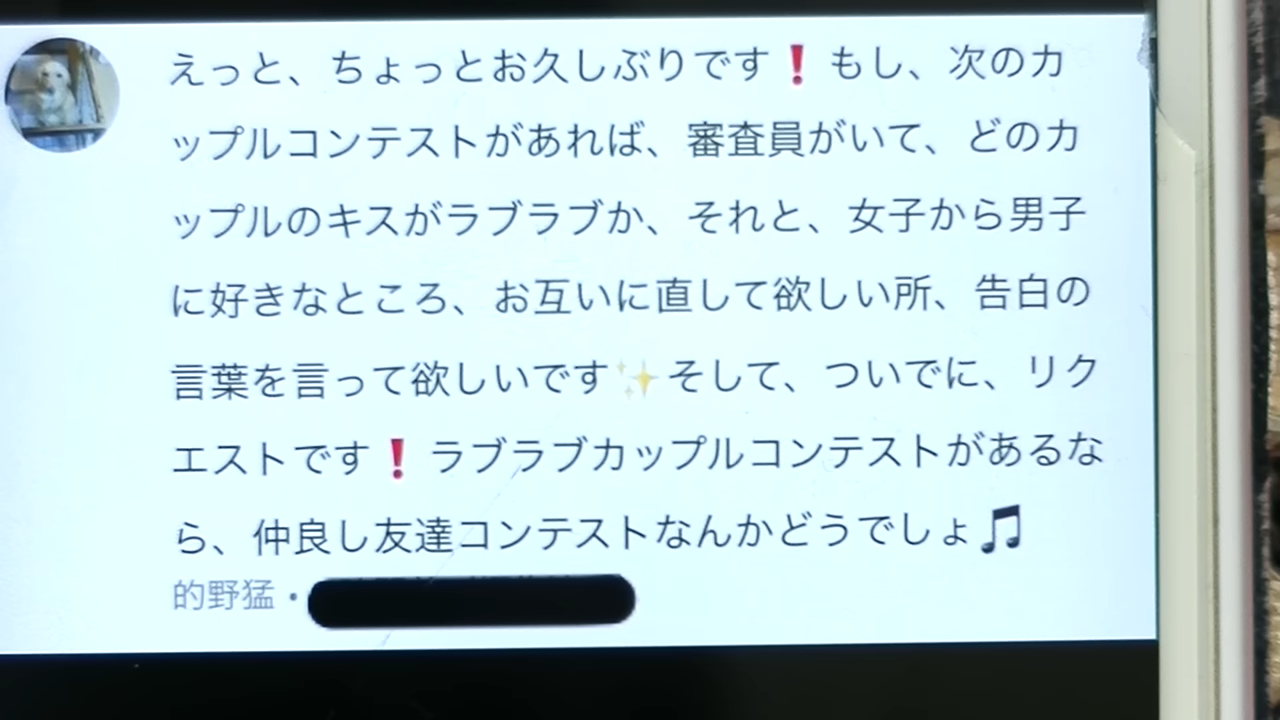 えっと、ちょっとお久しぶりです❗もし、次のカ
ップルコンテストがあれば、審査員がいて、どのカ
ップルのキスがラブラブか、それと、女子から男子
に好きなところ、お互いに直して欲しい所、告白の
言葉を言って欲しいです✨そして、ついでに、リク
エストです❗ラブラブカップルコンテストがあるな
ら、仲良し友達コンテストなんかどうでしょ🎵
的野猛・